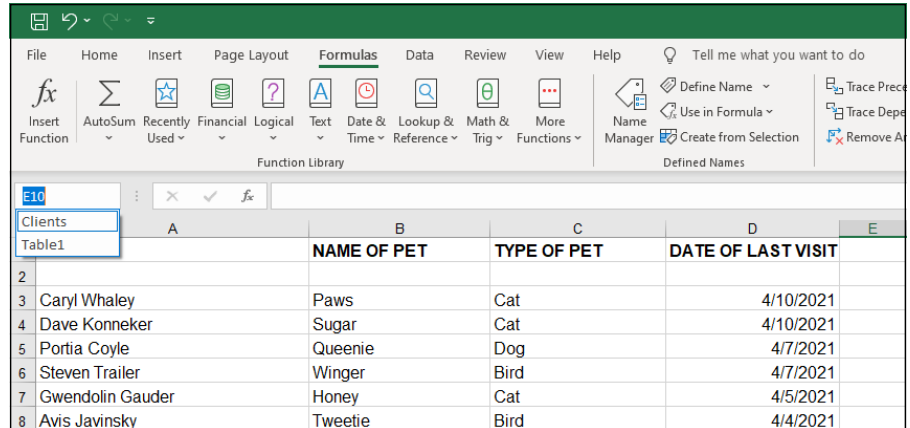 File Home Insert Page Layout Formulas Data Review View Help Tell me what you want to do
fx Σ ? A θ
Insert Function AutoSum Recently Used Financial Logical Text Date & Time Lookup & Reference Math & Trig More Functions Name Manager
Define Name
Use in Formula
Create from Selection
Trace Prece
Trace Depe
Remove Ar
Function Library Defined Names
E10 fx
Clients
Table1
A B C D E
NAME OF PET TYPE OF PET DATE OF LAST VISIT
2
3 Caryl Whaley Paws Cat 4/10/2021
4 Dave Konneker Sugar Cat 4/10/2021
5 Portia Coyle Queenie Dog 4/7/2021
6 Steven Trailer Winger Bird 4/7/2021
7 Gwendolin Gauder Honey Cat 4/5/2021
8 Avis Javinsky Tweetie Bird 4/4/2021